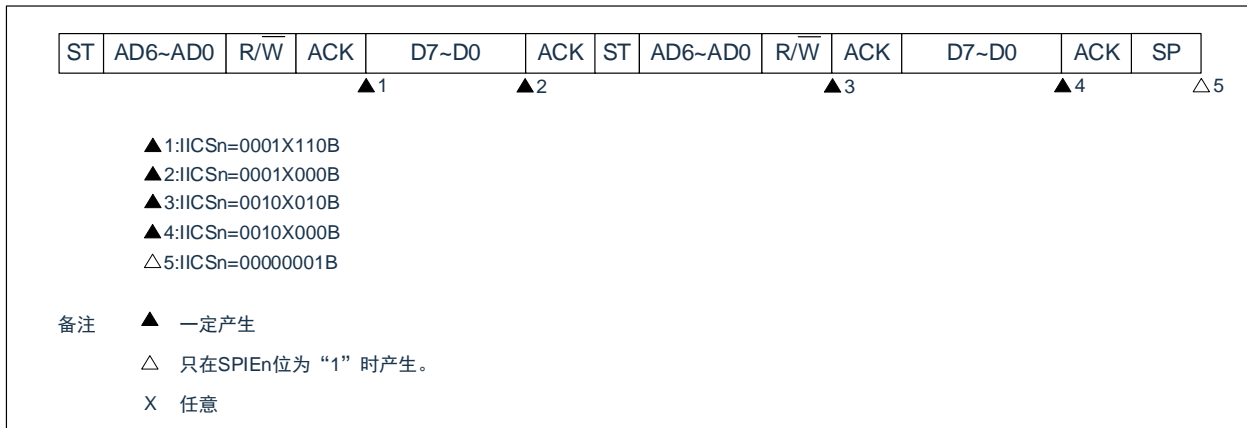 ST AD6~AD0 R/W̅ ACK D7~D0 ACK ST AD6~AD0 R/W̅ ACK D7~D0 ACK SP
▲1 ▲2 ▲3 ▲4 △5
▲1:IICSn=0001X110B
▲2:IICSn=0001X000B
▲3:IICSn=0010X010B
▲4:IICSn=0010X000B
△5:IICSn=00000001B
备注 ▲ 一定产生
△ 只在SPIEn位为“1”时产生。
X 任意